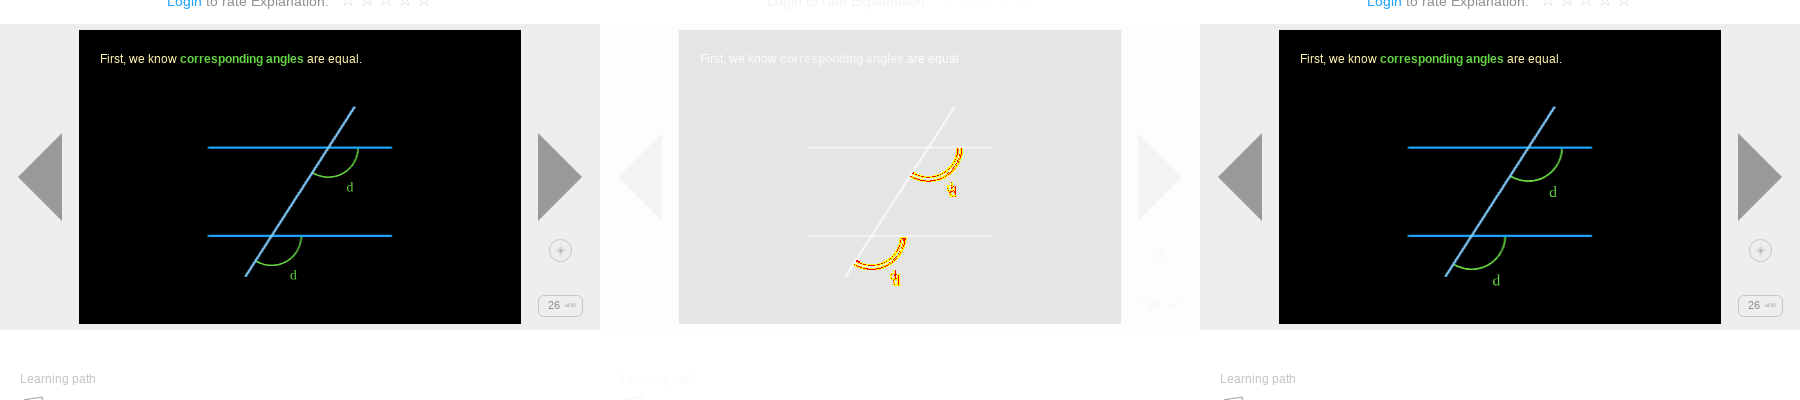 Login to rate Explanation.
Login to rate Explanation.
Login to rate Explanation.
First, we know corresponding angles are equal.
First, we know corresponding angles are equal.
First, we know corresponding angles are equal.
d
d
d
d
d
d
26
26
26
Learning path
Learning path
Learning path